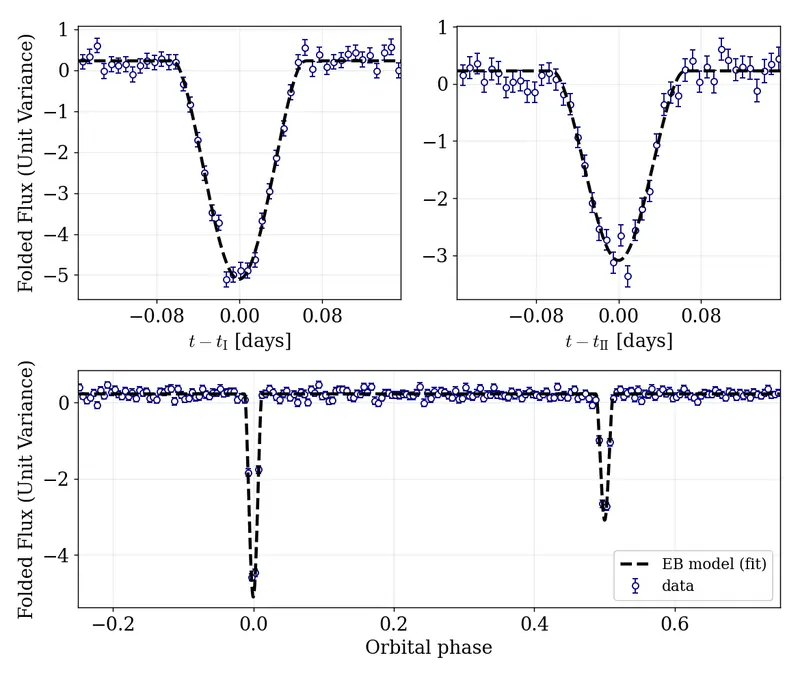 1
0
−1
−2
−3
−4
−5
Folded Flux (Unit Variance)
−0.08 0.00 0.08
t − t_I [days]
1
0
−1
−2
−3
−0.08 0.00 0.08
t − t_II [days]
0
−2
−4
Folded Flux (Unit Variance)
EB model (fit)
data
−0.2 0.0 0.2 0.4 0.6
Orbital phase